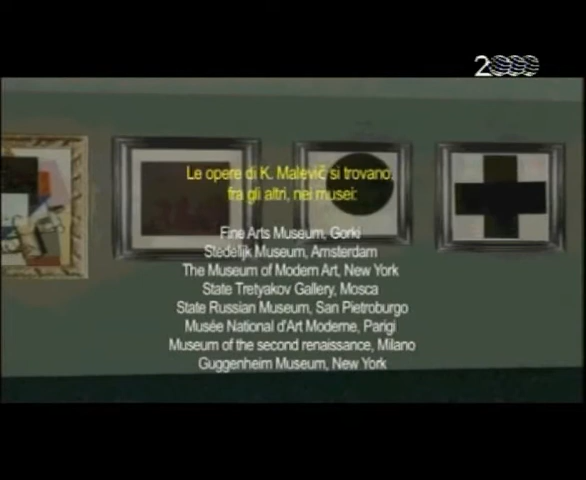 2000
Le opere di K. Malevič si trovano,
fra gli altri, nei musei:
Fine Arts Museum, Gorki
Stedelijk Museum, Amsterdam
The Museum of Modern Art, New York
State Tretyakov Gallery, Mosca
State Russian Museum, San Pietroburgo
Musée National d'Art Moderne, Parigi
Museum of the second renaissance, Milano
Guggenheim Museum, New York